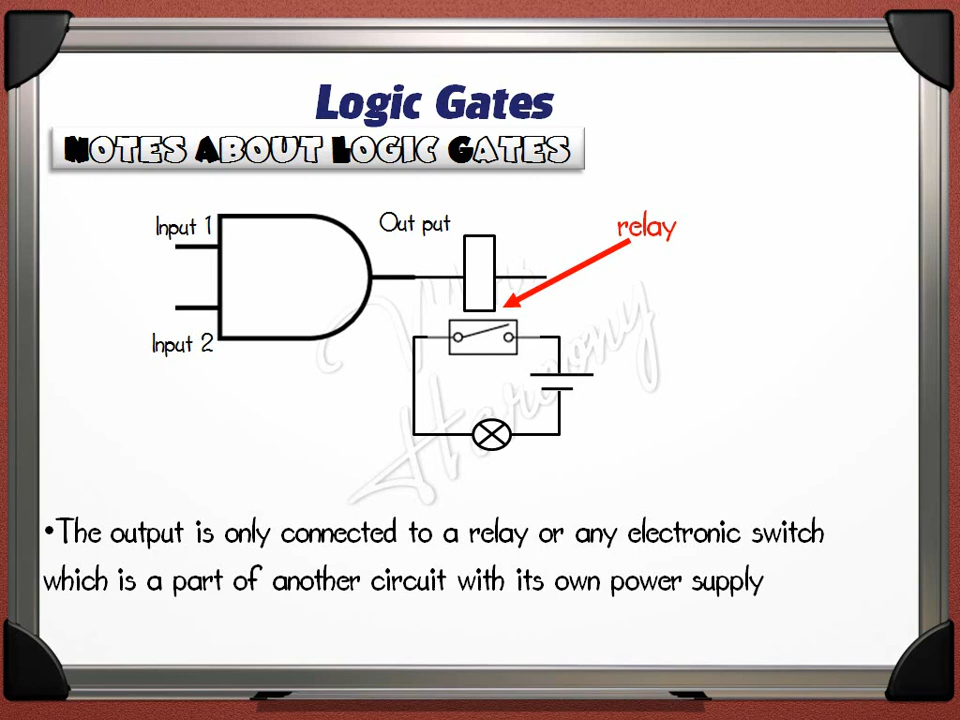 Logic Gates
Notes About Logic Gates
Input 1
Out put
relay
Input 2
•The output is only connected to a relay or any electronic switch
which is a part of another circuit with its own power supply